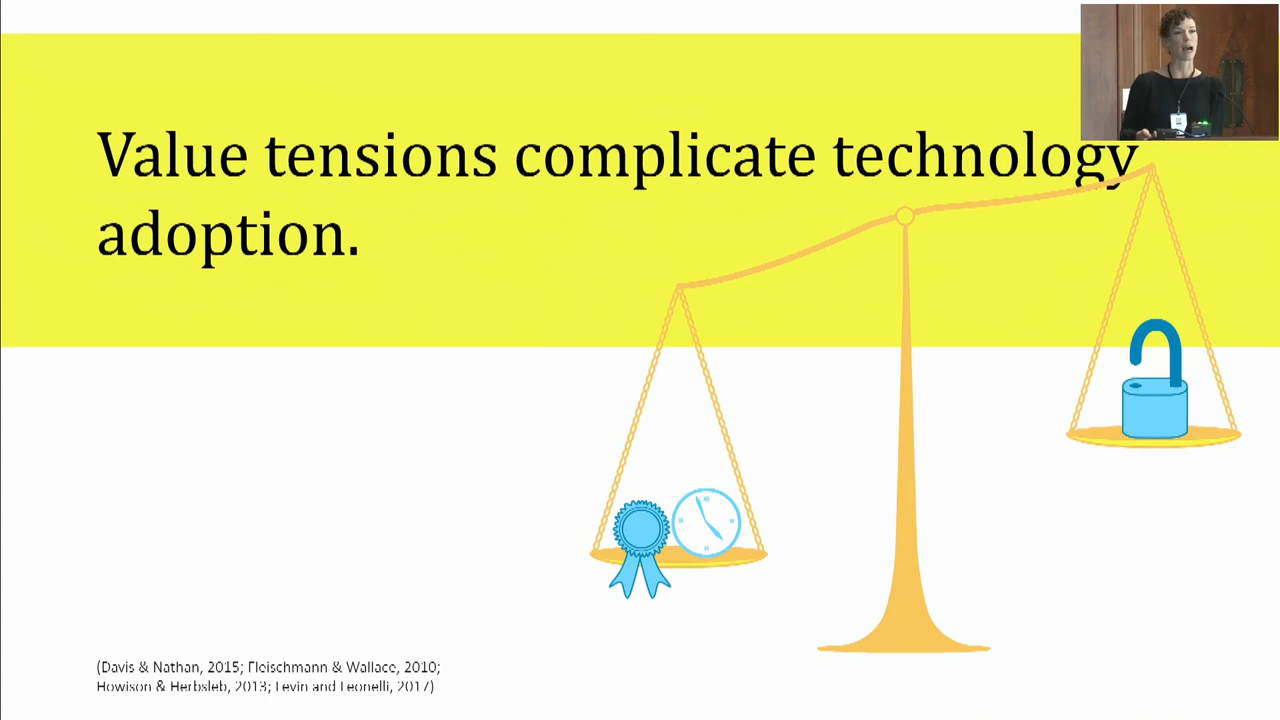 Value tensions complicate technology
adoption.
(Davis & Nathan, 2015; Fleischmann & Wallace, 2010;
Howison & Herbsleb, 2013; Levin and Leonelli, 2017)